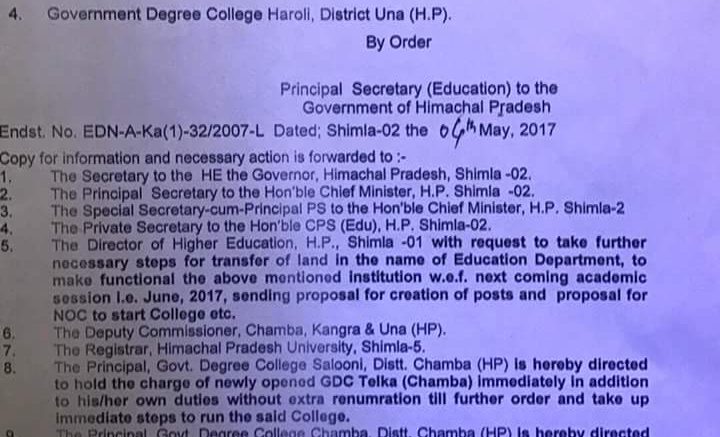 4. Government Degree College Haroli, District Una (H.P).
By Order
Principal Secretary (Education) to the
Government of Himachal Pradesh
Endst. No. EDN-A-Ka(1)-32/2007-L Dated; Shimla-02 the May, 2017
Copy for information and necessary action is forwarded to :-
1. The Secretary to the HE the Governor, Himachal Pradesh, Shimla -02.
2. The Principal Secretary to the Hon'ble Chief Minister, H.P. Shimla -02.
3. The Special Secretary-cum-Principal PS to the Hon'ble Chief Minister, H.P. Shimla-2
4. The Private Secretary to the Hon'ble CPS (Edu), H.P. Shimla-02.
5. The Director of Higher Education, H.P., Shimla -01 with request to take further
necessary steps for transfer of land in the name of Education Department, to
make functional the above mentioned institution w.e.f. next coming academic
session i.e. June, 2017, sending proposal for creation of posts and proposal for
NOC to start College etc.
6. The Deputy Commissioner, Chamba, Kangra & Una (HP).
7. The Registrar, Himachal Pradesh University, Shimla-5.
8. The Principal, Govt. Degree College Salooni, Distt. Chamba (HP) is hereby directed
to hold the charge of newly opened GDC Telka (Chamba) immediately in addition
to his/her own duties without extra renumration till further order and take up
immediate steps to run the said College.
9. The Principal Govt Degree College Chamba, Distt. Chamba (HP) is hereby directed